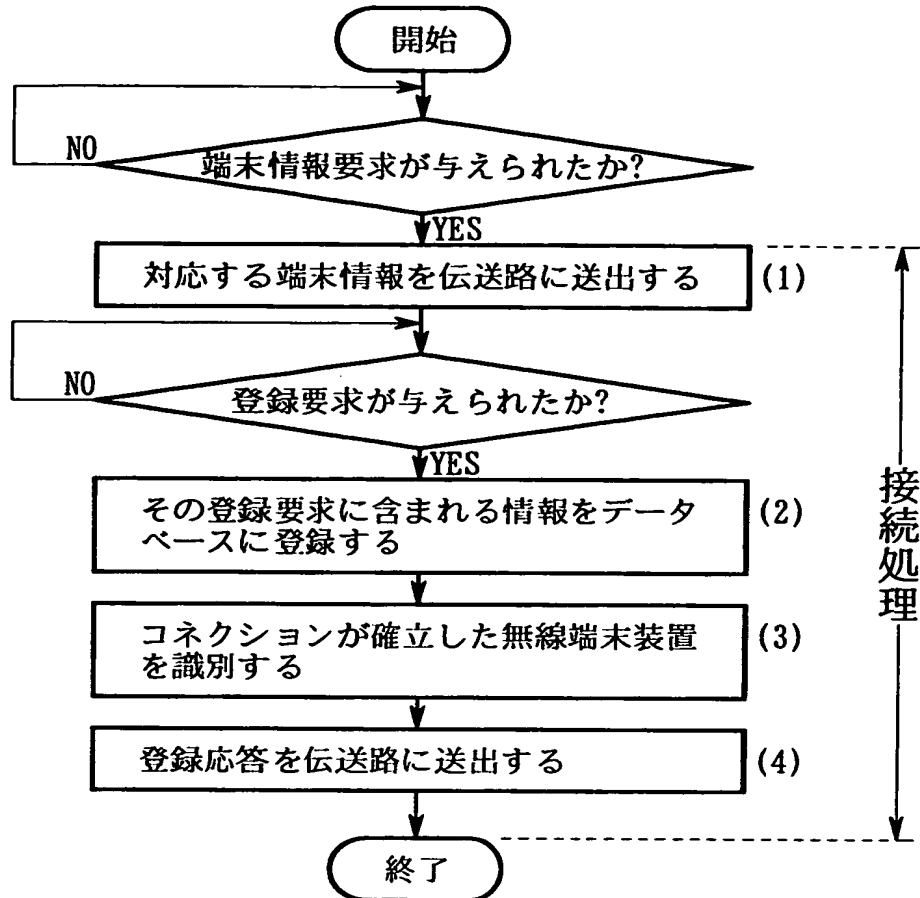 開始
NO
端末情報要求が与えられたか?
YES
対応する端末情報を伝送路に送出する
(1)
NO
登録要求が与えられたか?
YES
その登録要求に含まれる情報をデータ
ベースに登録する
(2)
コネクションが確立した無線端末装置
を識別する
(3)
登録応答を伝送路に送出する
(4)
接続処理
終了